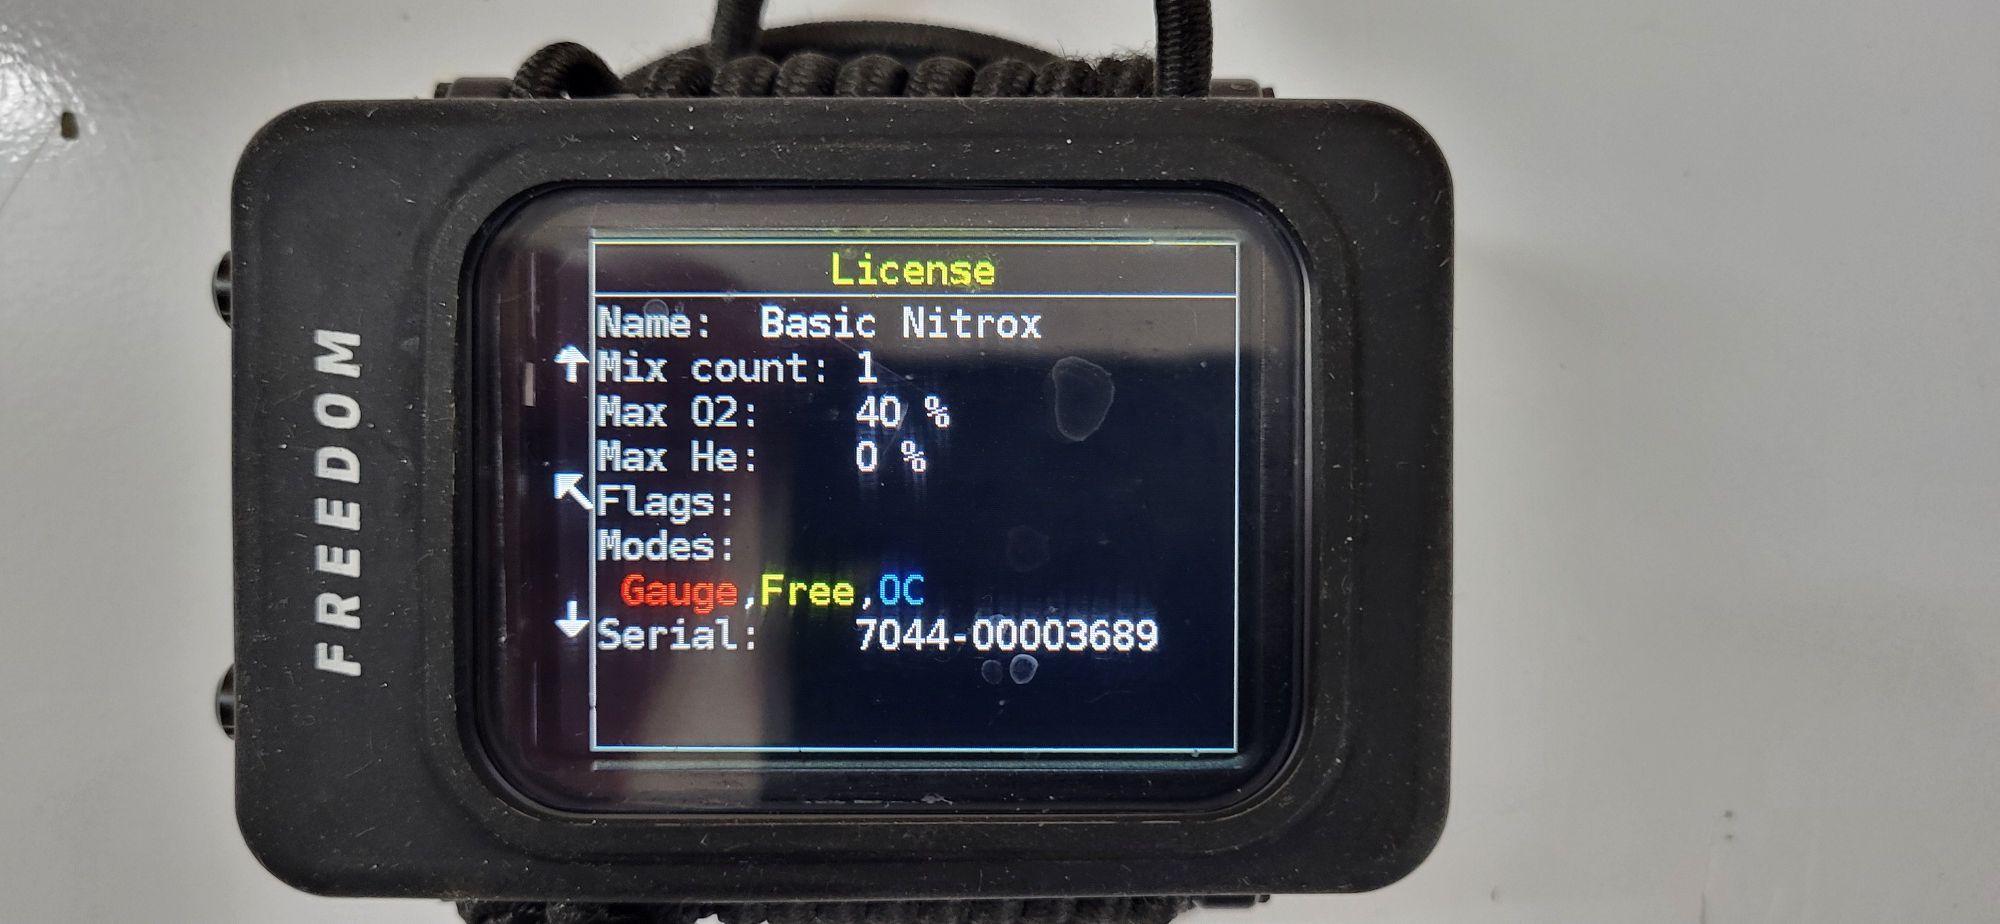 FREEDOM
License
Name: Basic Nitrox
Mix count: 1
Max O2: 40 %
Max He: 0 %
Flags:
Modes:
Gauge,Free,OC
Serial: 7044-00003689